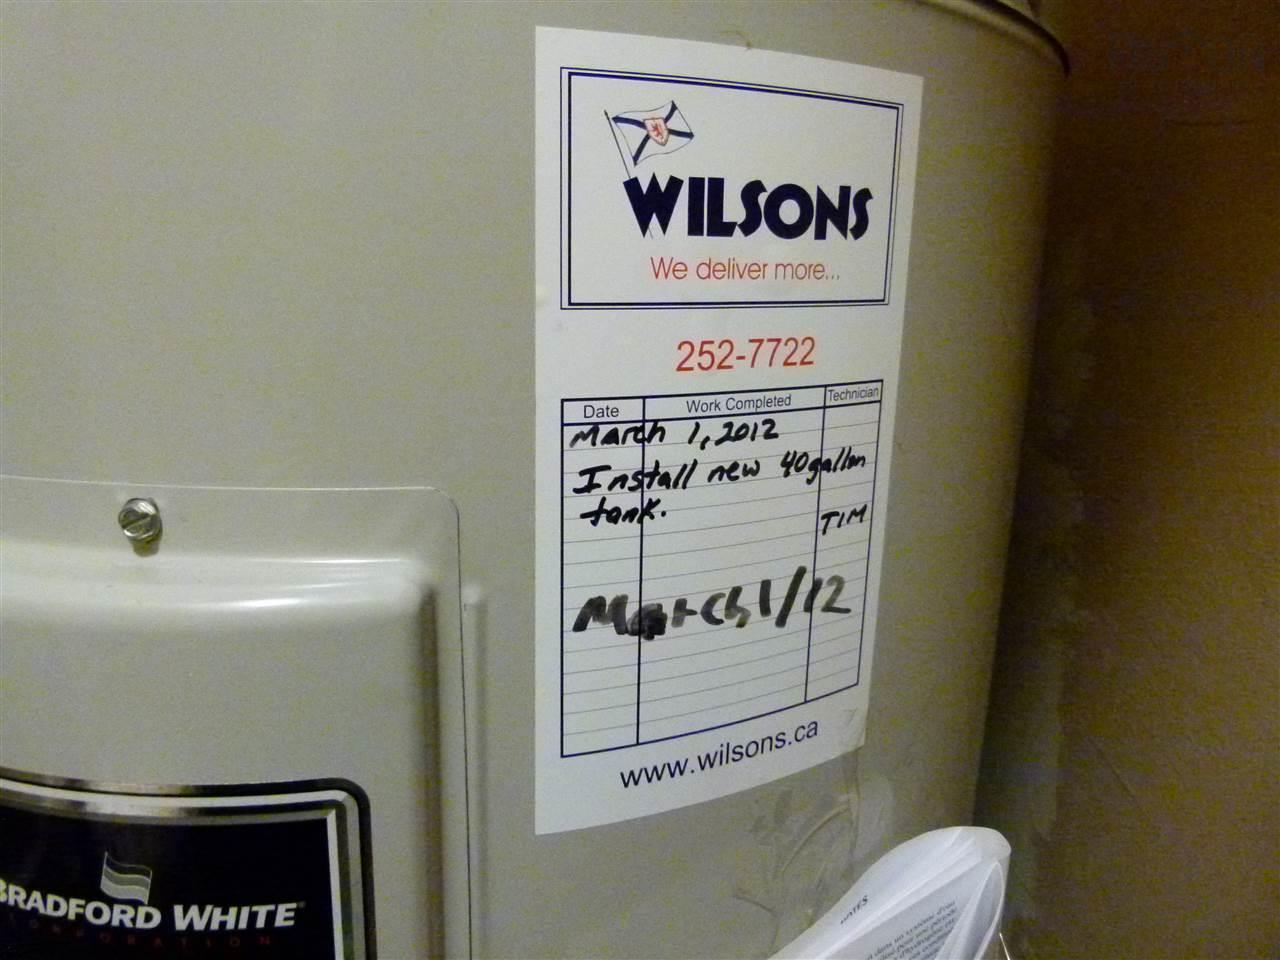 WILSONS
We deliver more...
252-7722
Date Work Completed Technician
March 1, 2012
Install new 40 gallon
tank.
TIM
March 1/12
www.wilsons.ca
BRADFORD WHITE
CORPORATION